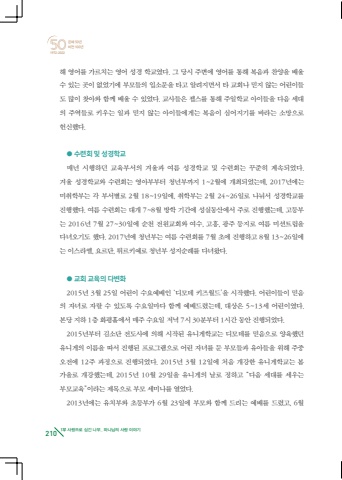 해 영어를 가르치는 영어 성경 학교였다. 그 당시 주변에 영어를 통해 복음과 찬양을 배울
수 있는 곳이 없었기에 부모들의 입소문을 타고 알려지면서 타 교회나 믿지 않는 어린이들
도 많이 찾아와 함께 배울 수 있었다. 교사들은 펩스를 통해 주일학교 아이들을 다음 세대
의 주역들로 키우는 일과 믿지 않는 아이들에게는 복음이 심어지기를 바라는 소망으로
헌신했다.
● 수련회 및 성경학교
매년 시행하던 교육부서의 겨울과 여름 성경학교 및 수련회는 꾸준히 계속되었다.
겨울 성경학교와 수련회는 영아부부터 청년부까지 1~2월에 개최되었는데, 2017년에는
미취학부는 각 부서별로 2월 18~19일에, 취학부는 2월 24~26일로 나눠서 성경학교를
진행했다. 여름 수련회는 대개 7~8월 방학 기간에 성실동산에서 주로 진행했는데, 고등부
는 2016년 7월 27~30일에 순천 선원교회와 여수, 고흥, 광주 등지로 여름 비전트립을
다녀오기도 했다. 2017년에 청년부는 여름 수련회를 7월 초에 진행하고 8월 13~26일에
는 이스라엘, 요르단, 튀르키예로 청년부 성지순례를 다녀왔다.
● 교회 교육의 다변화
2015년 3월 25일 어린이 수요예배인 '디모데 키즈월드'를 시작했다. 어린이들이 믿음
의 자녀로 자랄 수 있도록 수요일마다 함께 예배드렸는데, 대상은 5~13세 어린이였다.
본당 지하 1층 화평홀에서 매주 수요일 저녁 7시 30분부터 1시간 동안 진행되었다.
2015년부터 김소단 전도사에 의해 시작된 유니게학교는 디모데를 믿음으로 양육했던
유니게의 이름을 따서 진행된 프로그램으로 어린 자녀를 둔 부모들과 유아들을 위해 주중
오전에 12주 과정으로 진행되었다. 2015년 3월 12일에 처음 개강한 유니게학교는 봄
가을로 개강했는데, 2015년 10월 29일을 유니게의 날로 정하고 "다음 세대를 세우는
부모교육"이라는 제목으로 부모 세미나를 열었다.
2013년에는 유치부와 초등부가 6월 23일에 부모와 함께 드리는 예배를 드렸고, 6월
210